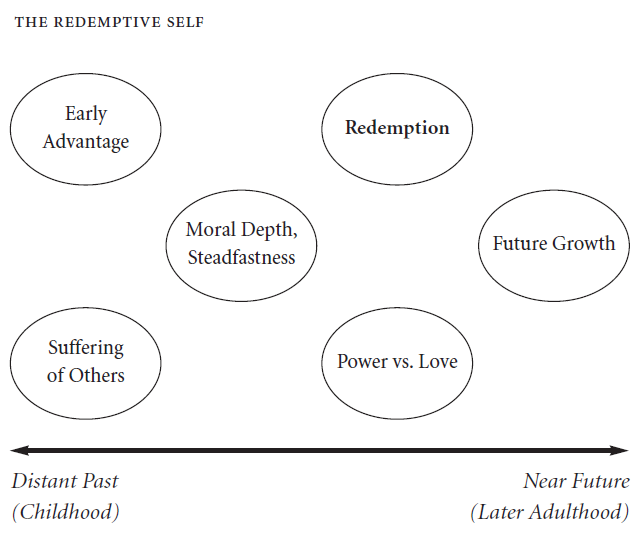 THE REDEMPTIVE SELF
Early
Advantage
Redemption
Moral Depth,
Steadfastness
Future Growth
Suffering
of Others
Power vs. Love
Distant Past
(Childhood)
Near Future
(Later Adulthood)